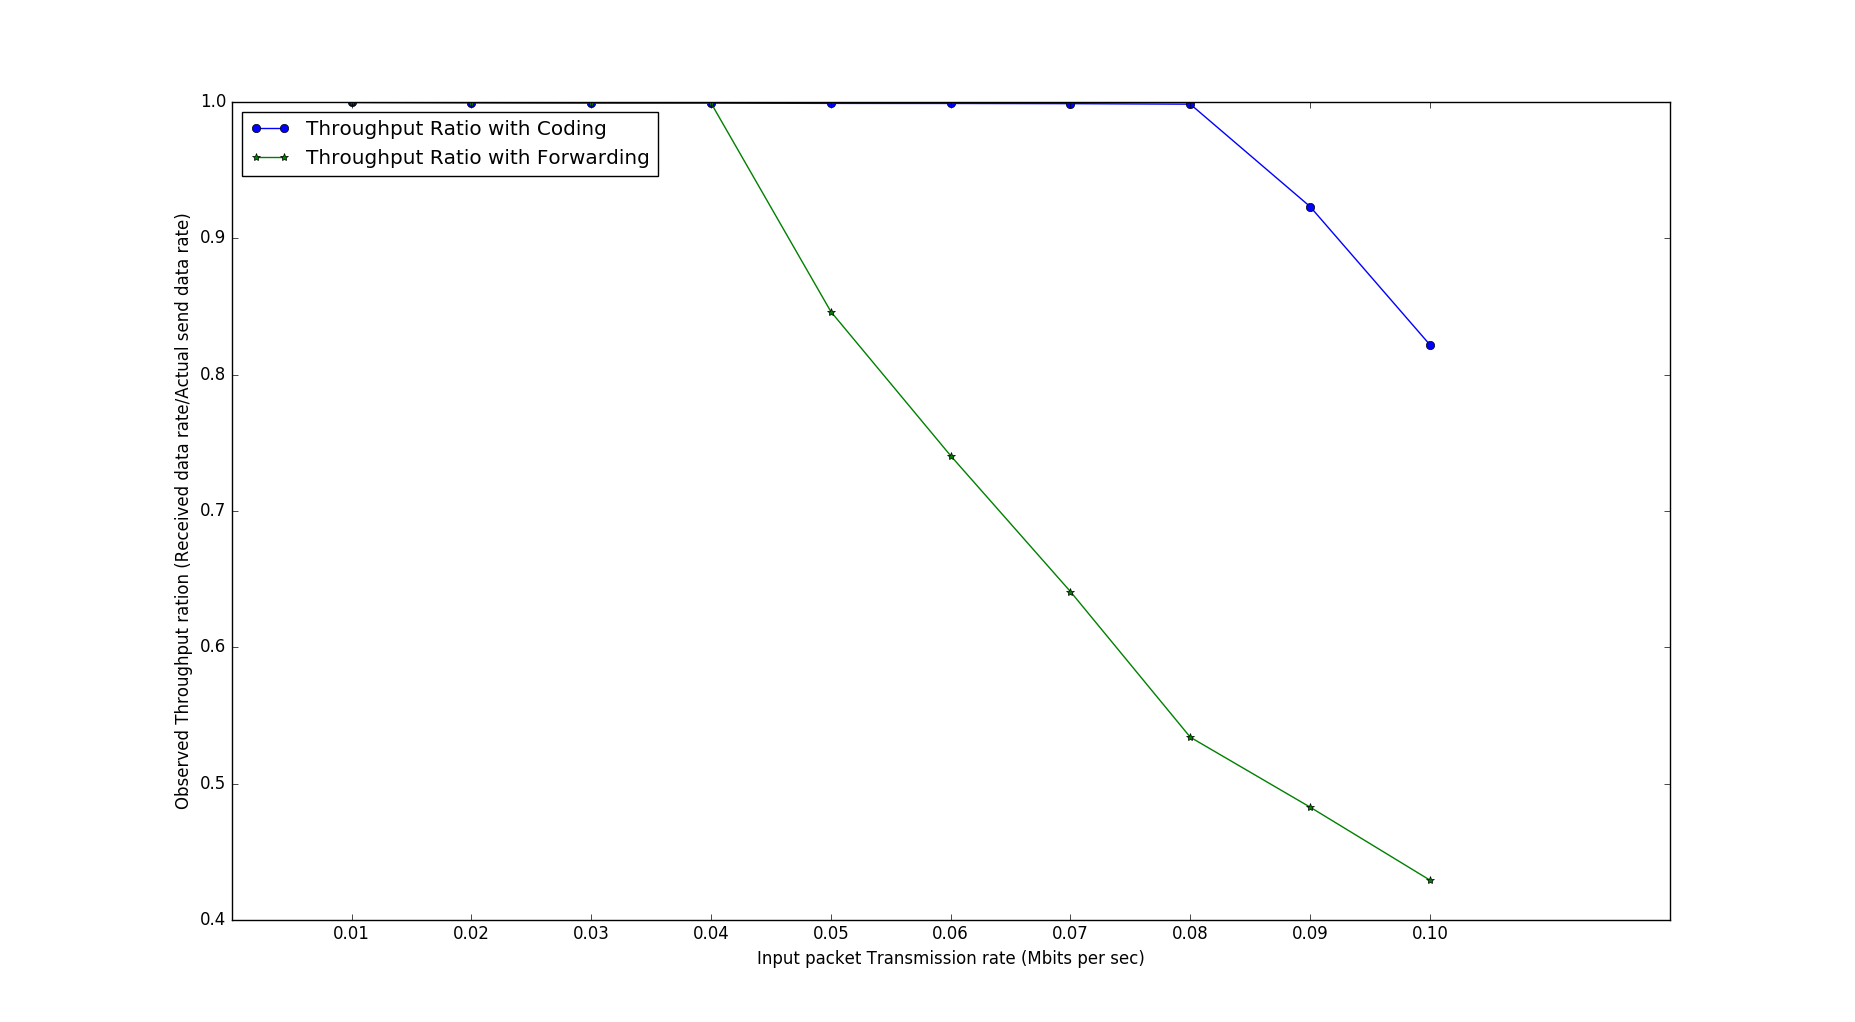 1.0
Throughput Ratio with Coding
Throughput Ratio with Forwarding
0.9
0.8
0.7
0.6
0.5
0.4
Observed Throughput ration (Received data rate/Actual send data rate)
0.01 0.02 0.03 0.04 0.05 0.06 0.07 0.08 0.09 0.10
Input packet Transmission rate (Mbits per sec)